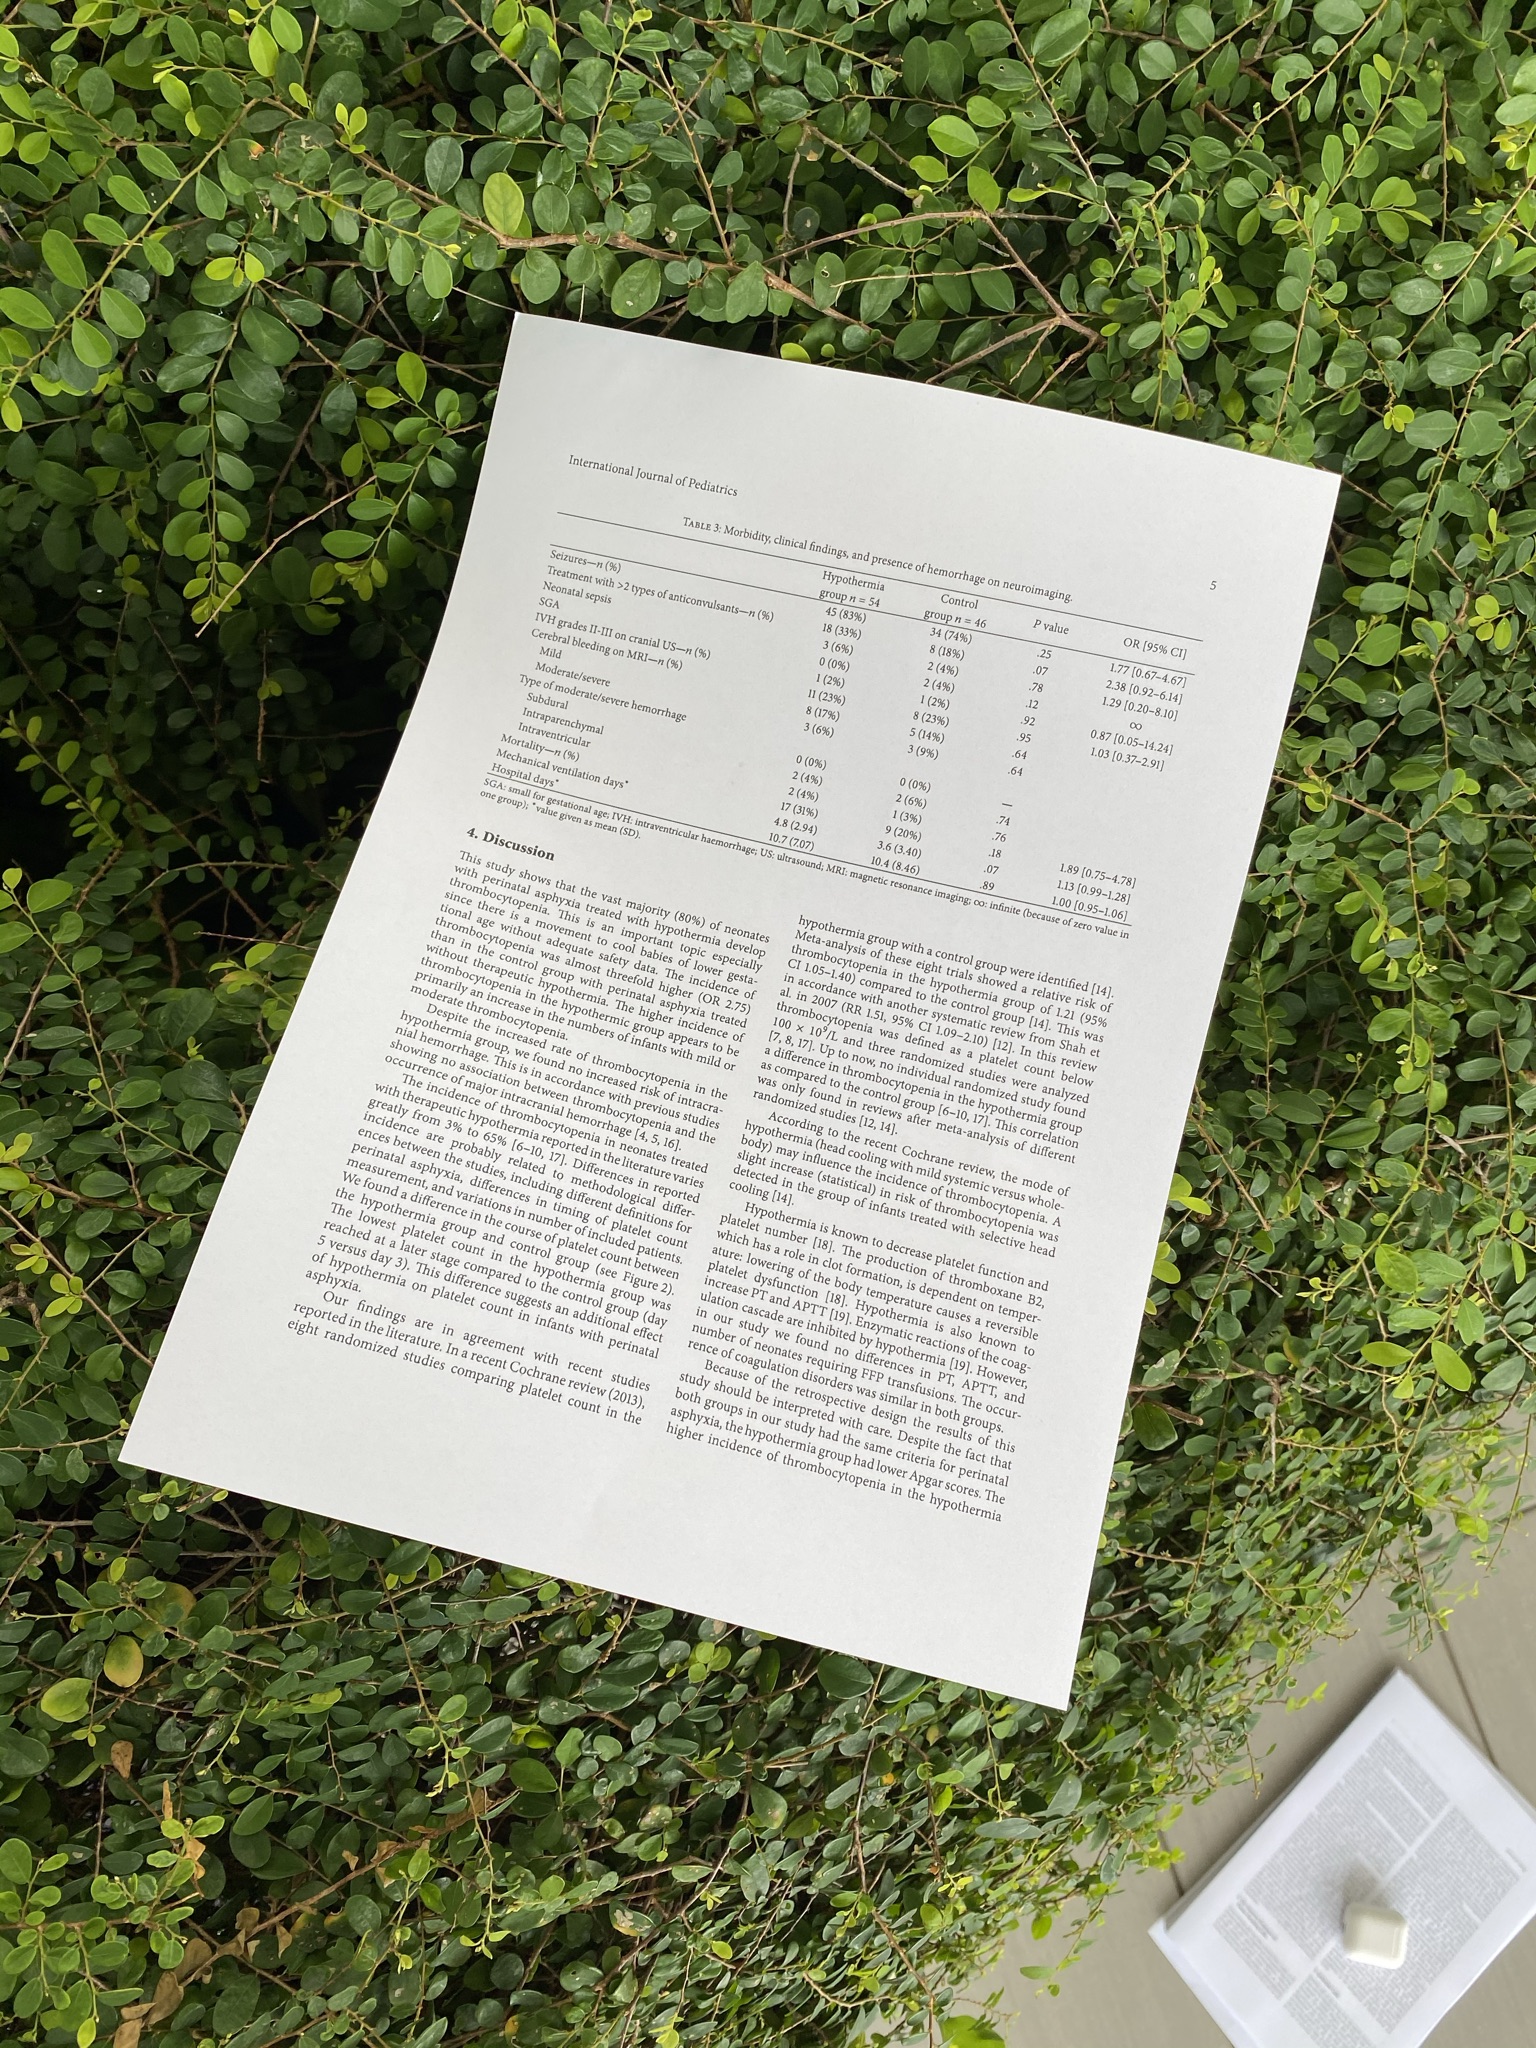 International Journal of Pediatrics
5
TABLE 3: Morbidity, clinical findings, and presence of hemorrhage on neuroimaging.
Hypothermia group n = 54 Control group n = 46 P value OR [95% CI]
Seizures—n (%) 45 (83%) 34 (74%) .25 1.77 [0.67–4.67]
Treatment with >2 types of anticonvulsants—n (%) 18 (33%) 8 (18%) .07 2.38 [0.92–6.14]
Neonatal sepsis 3 (6%) 2 (4%) .78 1.29 [0.20–8.10]
SGA 0 (0%) 2 (4%) .12 ∞
IVH grades II-III on cranial US—n (%) 1 (2%) 1 (2%) .92 0.87 [0.05–14.24]
Cerebral bleeding on MRI—n (%) 11 (23%) 8 (23%) .95 1.03 [0.37–2.91]
Mild 8 (17%) 5 (14%) .64
Moderate/severe 3 (6%) 3 (9%) .64
Type of moderate/severe hemorrhage
Subdural 0 (0%) 0 (0%) —
Intraparenchymal 2 (4%) 2 (6%) .74
Intraventricular 2 (4%) 1 (3%) .76
Mortality—n (%) 17 (31%) 9 (20%) .18 1.89 [0.75–4.78]
Mechanical ventilation days* 4.8 (2.94) 3.6 (3.40) .07 1.13 [0.99–1.28]
Hospital days* 10.7 (7.07) 10.4 (8.46) .89 1.00 [0.95–1.06]
SGA: small for gestational age; IVH: intraventricular haemorrhage; US: ultrasound; MRI: magnetic resonance imaging; ∞: infinite (because of zero value in
one group); *value given as mean (SD).
4. Discussion
This study shows that the vast majority (80%) of neonates
with perinatal asphyxia treated with hypothermia develop
thrombocytopenia. This is an important topic especially
since there is a movement to cool babies of lower gesta-
tional age without adequate safety data. The incidence of
thrombocytopenia was almost threefold higher (OR 2.75)
than in the control group with perinatal asphyxia treated
without therapeutic hypothermia. The higher incidence of
thrombocytopenia in the hypothermic group appears to be
primarily an increase in the numbers of infants with mild or
moderate thrombocytopenia.
Despite the increased rate of thrombocytopenia in the
hypothermia group, we found no increased risk of intracra-
nial hemorrhage. This is in accordance with previous studies
showing no association between thrombocytopenia and the
occurrence of major intracranial hemorrhage [4, 5, 16].
The incidence of thrombocytopenia in neonates treated
with therapeutic hypothermia reported in the literature varies
greatly from 3% to 65% [6–10, 17]. Differences in reported
incidence are probably related to methodological differ-
ences between the studies, including different definitions for
perinatal asphyxia, differences in timing of platelet count
measurement, and variations in number of included patients.
We found a difference in the course of platelet count between
the hypothermia group and control group (see Figure 2).
The lowest platelet count in the hypothermia group was
reached at a later stage compared to the control group (day
5 versus day 3). This difference suggests an additional effect
of hypothermia on platelet count in infants with perinatal
asphyxia.
Our findings are in agreement with recent studies
reported in the literature. In a recent Cochrane review (2013),
eight randomized studies comparing platelet count in the
hypothermia group with a control group were identified [14].
Meta-analysis of these eight trials showed a relative risk of
thrombocytopenia in the hypothermia group of 1.21 (95%
CI 1.05–1.40) compared to the control group [14]. This was
in accordance with another systematic review from Shah et
al. in 2007 (RR 1.51, 95% CI 1.09–2.10) [12]. In this review
thrombocytopenia was defined as a platelet count below
100 × 10⁹/L and three randomized studies were analyzed
[7, 8, 17]. Up to now, no individual randomized study found
a difference in thrombocytopenia in the hypothermia group
as compared to the control group [6–10, 17]. This correlation
was only found in reviews after meta-analysis of different
randomized studies [12, 14].
According to the recent Cochrane review, the mode of
hypothermia (head cooling with mild systemic versus whole-
body) may influence the incidence of thrombocytopenia. A
slight increase (statistical) in risk of thrombocytopenia was
detected in the group of infants treated with selective head
cooling [14].
Hypothermia is known to decrease platelet function and
platelet number [18]. The production of thromboxane B2,
which has a role in clot formation, is dependent on temper-
ature: lowering of the body temperature causes a reversible
platelet dysfunction [18]. Hypothermia is also known to
increase PT and APTT [19]. Enzymatic reactions of the coag-
ulation cascade are inhibited by hypothermia [19]. However,
in our study we found no differences in PT, APTT, and
number of neonates requiring FFP transfusions. The occur-
rence of coagulation disorders was similar in both groups.
Because of the retrospective design the results of this
study should be interpreted with care. Despite the fact that
both groups in our study had the same criteria for perinatal
asphyxia, the hypothermia group had lower Apgar scores. The
higher incidence of thrombocytopenia in the hypothermia